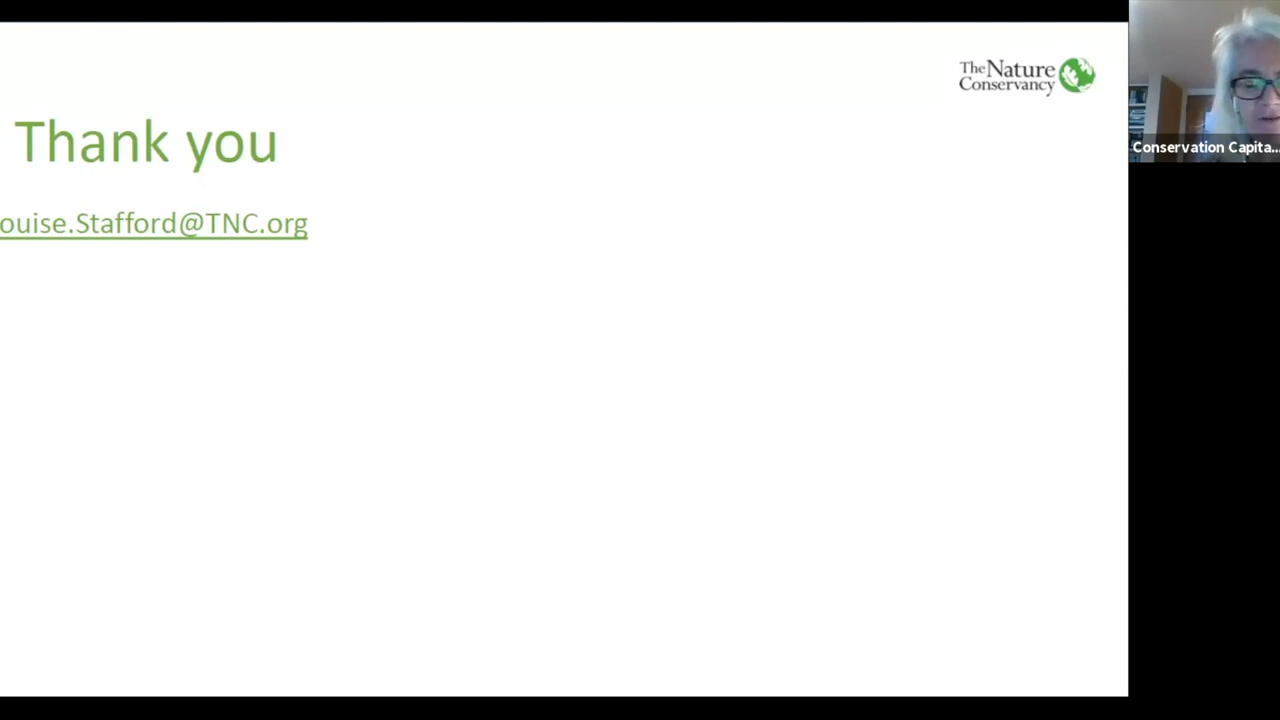 The Nature
Conservancy
Thank you
ouise.Stafford@TNC.org
Conservation Capita...